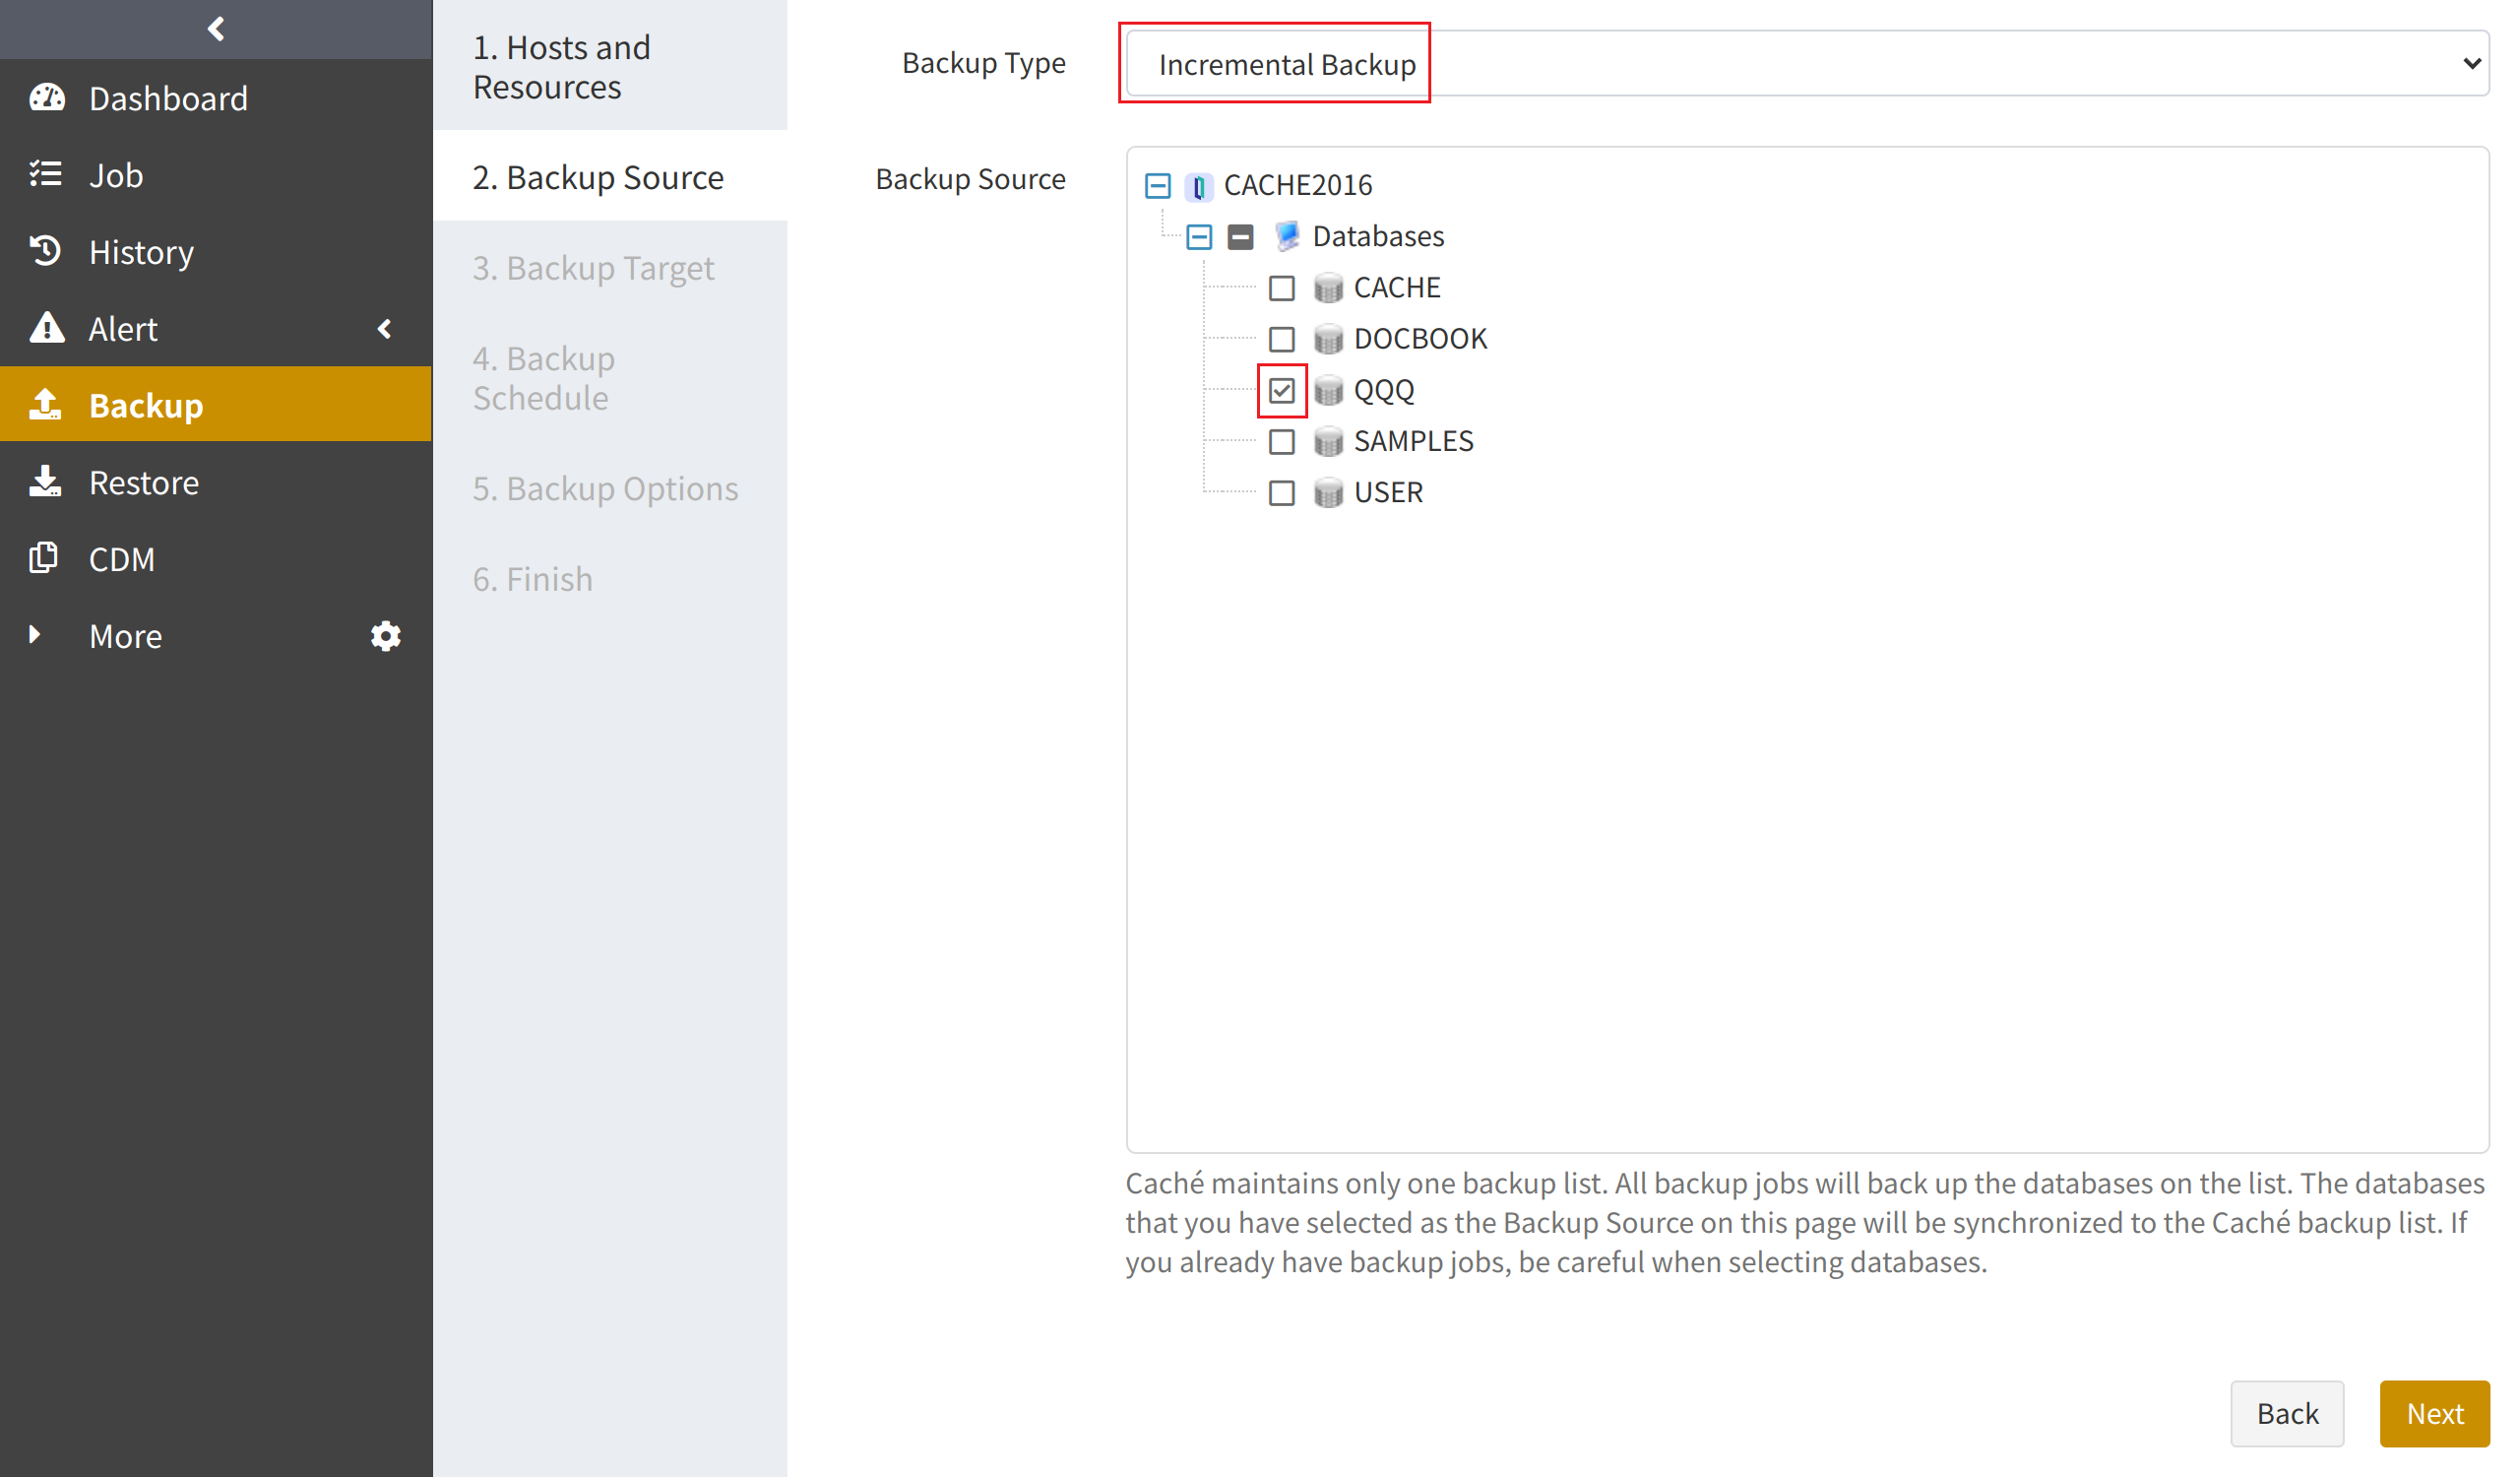 Dashboard
Job
History
Alert
Backup
Restore
CDM
More
1. Hosts and
Resources
2. Backup Source
3. Backup Target
4. Backup
Schedule
5. Backup Options
6. Finish
Backup Type
Incremental Backup
Backup Source
CACHE2016
Databases
CACHE
DOCBOOK
QQQ
SAMPLES
USER
Caché maintains only one backup list. All backup jobs will back up the databases on the list. The databases
that you have selected as the Backup Source on this page will be synchronized to the Caché backup list. If
you already have backup jobs, be careful when selecting databases.
Back
Next